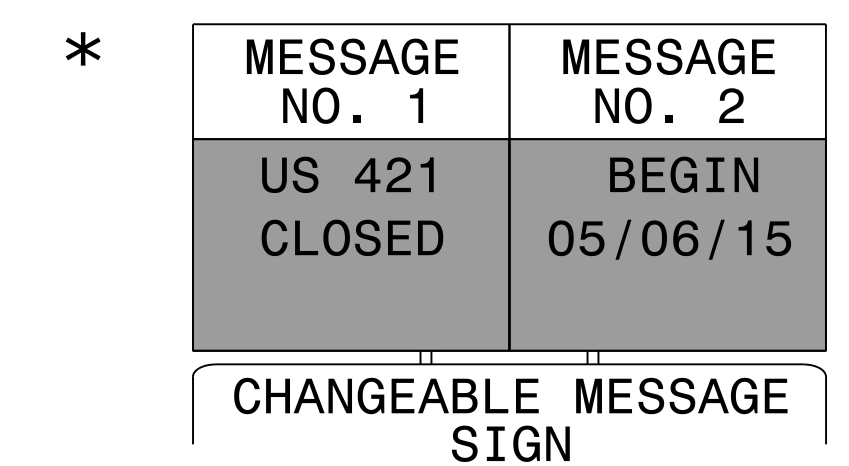 *
MESSAGE
NO. 1
MESSAGE
NO. 2
US 421
CLOSED
BEGIN
05/06/15
CHANGEABLE MESSAGE
SIGN